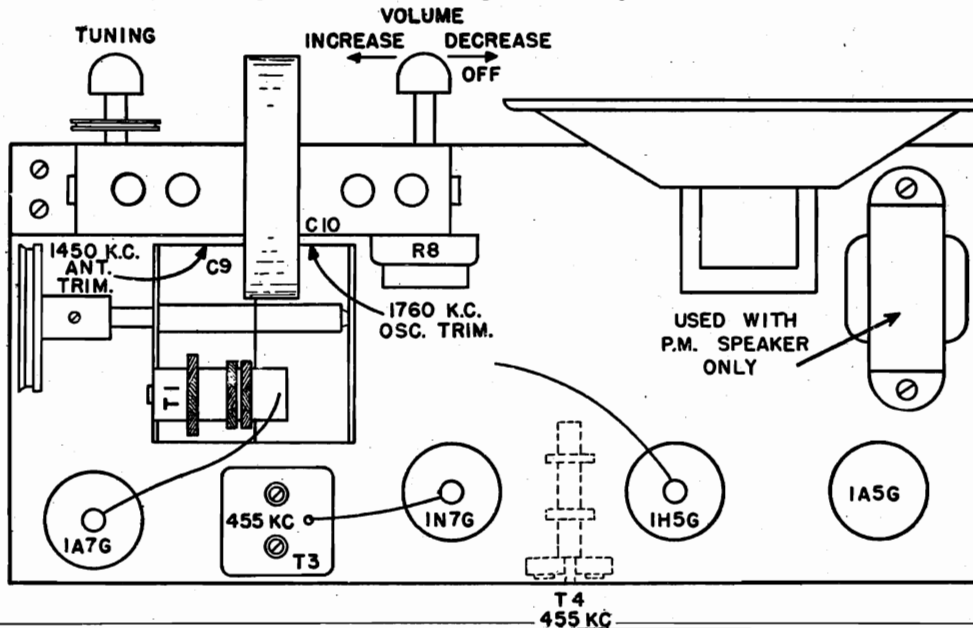 TUNING
VOLUME
INCREASE
DECREASE
OFF
1450 K.C.
ANT.
TRIM.
C9
C10
R8
1760 K.C.
OSC. TRIM.
USED WITH
P.M. SPEAKER
ONLY
T1
1A7G
455 KC
T3
1N7G
1H5G
1A5G
T4
455 KC